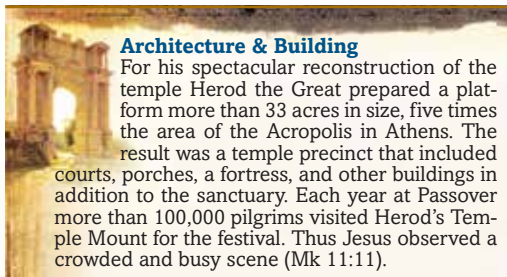 Architecture & Building
For his spectacular reconstruction of the
temple Herod the Great prepared a plat-
form more than 33 acres in size, five times
the area of the Acropolis in Athens. The
result was a temple precinct that included
courts, porches, a fortress, and other buildings in
addition to the sanctuary. Each year at Passover
more than 100,000 pilgrims visited Herod’s Tem-
ple Mount for the festival. Thus Jesus observed a
crowded and busy scene (Mk 11:11).